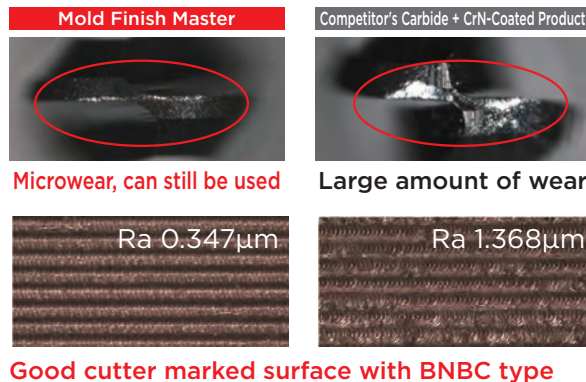 Mold Finish Master
Competitor's Carbide + CrN-Coated Product
Microwear, can still be used
Large amount of wear
Ra 0.347μm
Ra 1.368μm
Good cutter marked surface with BNBC type